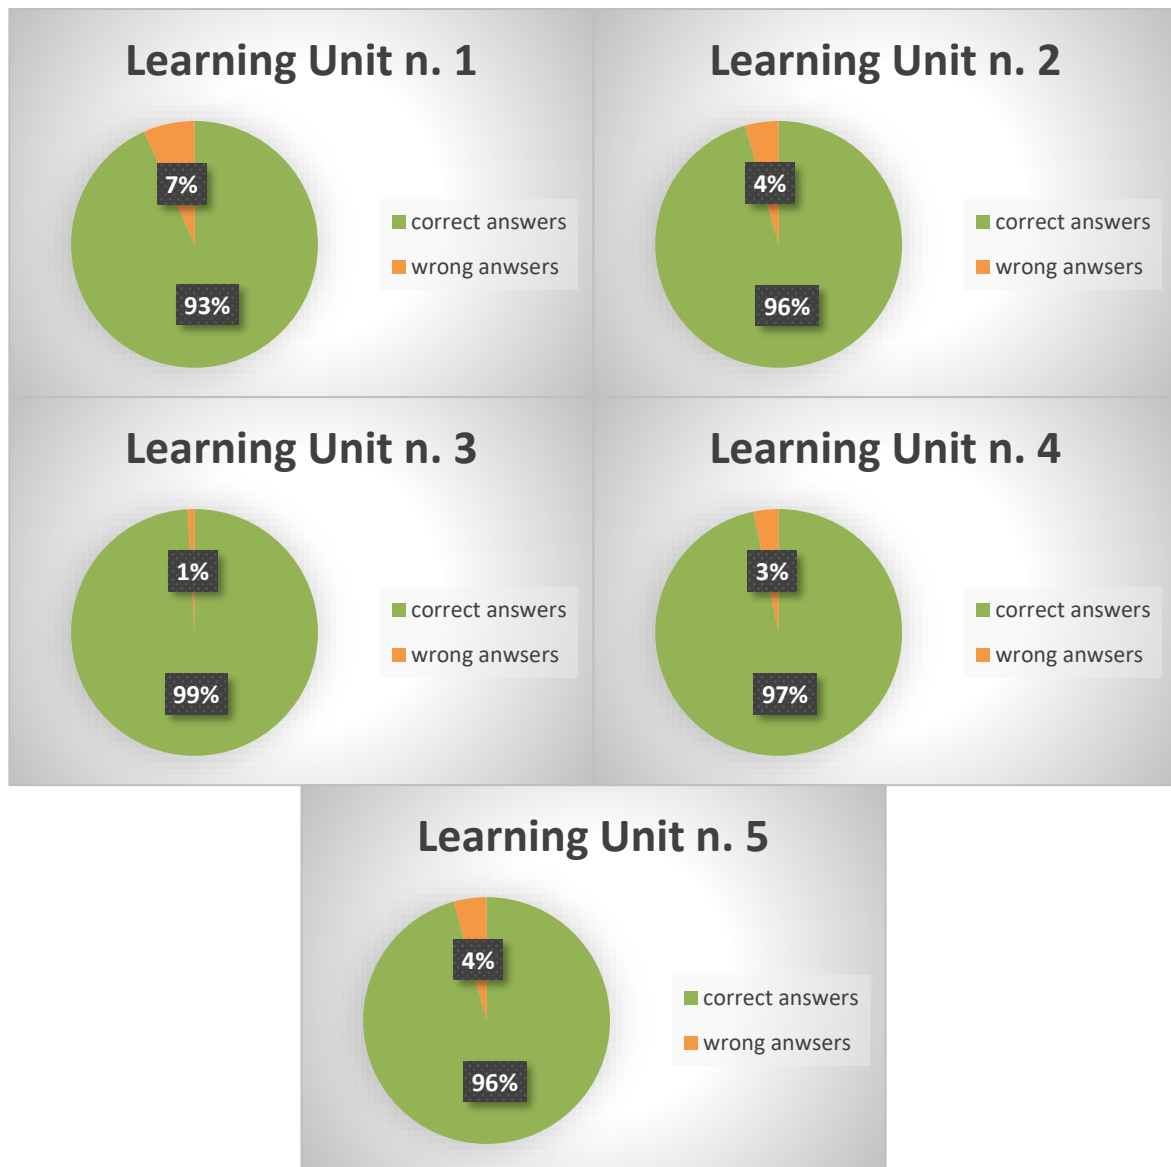 Learning Unit n. 1
7%
93%
correct answers
wrong anwsers
Learning Unit n. 2
4%
96%
correct answers
wrong anwsers
Learning Unit n. 3
1%
99%
correct answers
wrong anwsers
Learning Unit n. 4
3%
97%
correct answers
wrong anwsers
Learning Unit n. 5
4%
96%
correct answers
wrong anwsers